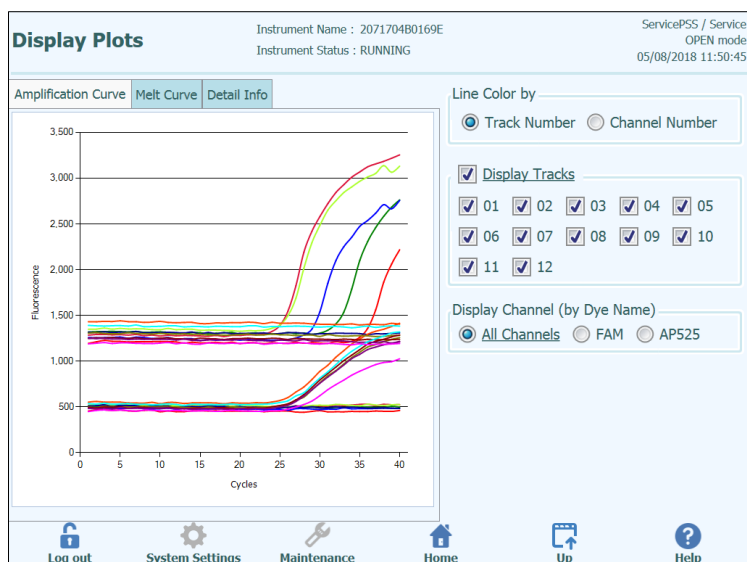 Display Plots
Instrument Name : 2071704B0169E
Instrument Status : RUNNING
ServicePSS / Service
OPEN mode
05/08/2018 11:50:45
Amplification Curve
Melt Curve
Detail Info
3,500
3,000
2,500
2,000
1,500
1,000
500
0
Fluorescence
0 5 10 15 20 25 30 35 40
Cycles
Line Color by
Track Number
Channel Number
Display Tracks
01 02 03 04 05
06 07 08 09 10
11 12
Display Channel (by Dye Name)
All Channels
FAM
AP525
Log out
System Settings
Maintenance
Home
Up
Help